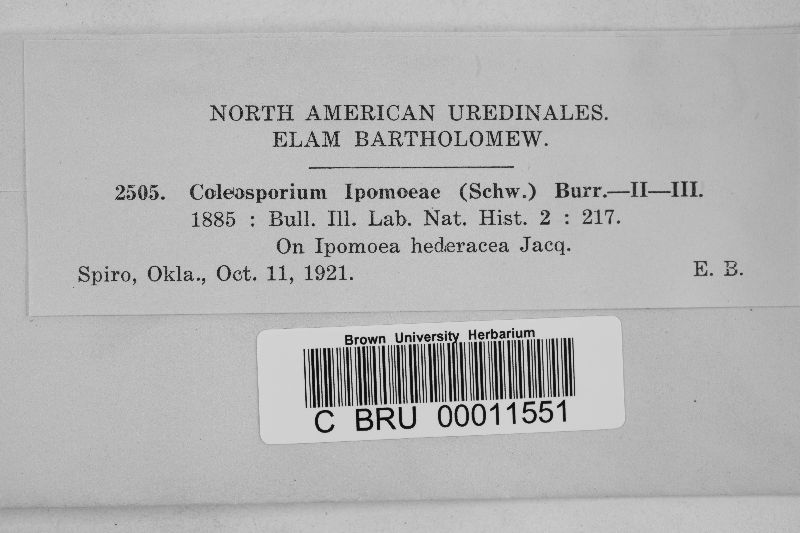 NORTH AMERICAN UREDINALES.
ELAM BARTHOLOMEW.
2505. Coleosporium Ipomoeae (Schw.) Burr.—II—III.
1885 : Bull. Ill. Lab. Nat. Hist. 2 : 217.
On Ipomoea hederacea Jacq.
Spiro, Okla., Oct. 11, 1921. E. B.
Brown University Herbarium
C BRU 00011551